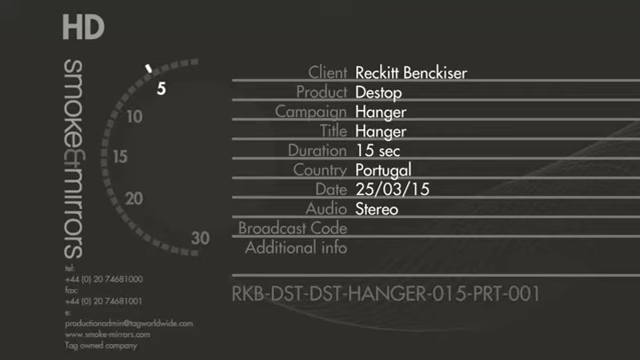 HD
smoke&mirrors
5
10
15
20
30
Client Reckitt Benckiser
Product Destop
Campaign Hanger
Title Hanger
Duration 15 sec
Country Portugal
Date 25/03/15
Audio Stereo
Broadcast Code
Additional info
RKB-DST-DST-HANGER-015-PRT-001
tel:
+44 (0) 20 74681000
fax:
+44 (0) 20 74681001
e:
productionadmin@tagworldwide.com
www.smoke-mirrors.com
Tag owned company